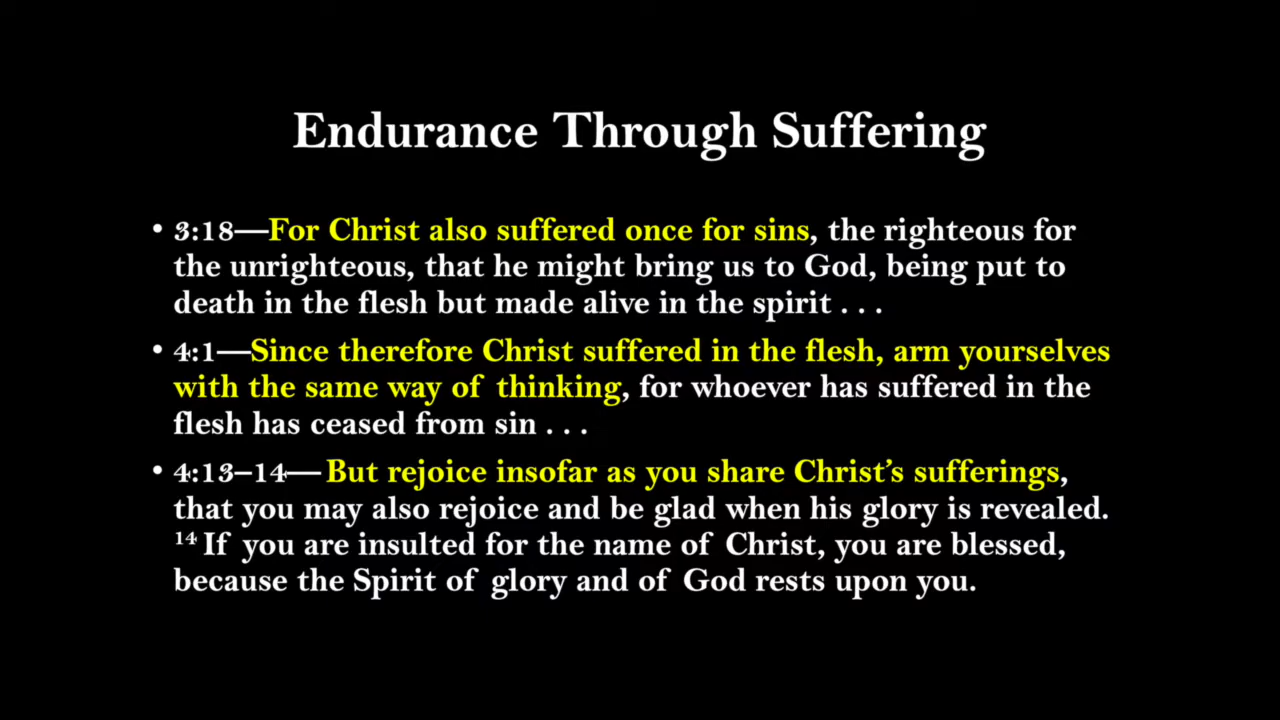 Endurance Through Suffering
• 3:18—For Christ also suffered once for sins, the righteous for
the unrighteous, that he might bring us to God, being put to
death in the flesh but made alive in the spirit . . .
• 4:1—Since therefore Christ suffered in the flesh, arm yourselves
with the same way of thinking, for whoever has suffered in the
flesh has ceased from sin . . .
• 4:13–14— But rejoice insofar as you share Christ’s sufferings,
that you may also rejoice and be glad when his glory is revealed.
¹⁴ If you are insulted for the name of Christ, you are blessed,
because the Spirit of glory and of God rests upon you.